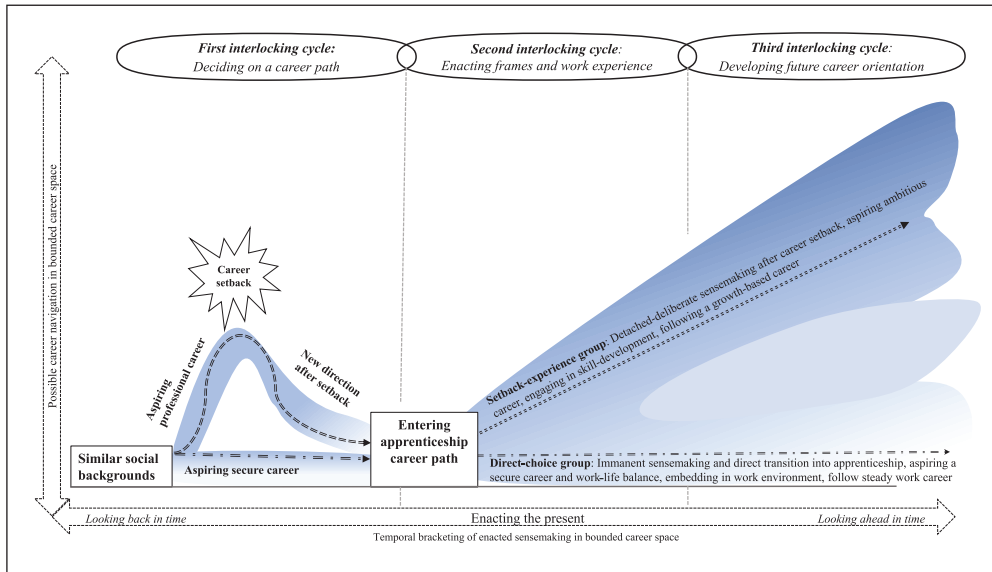 First interlocking cycle:
Deciding on a career path
Second interlocking cycle:
Enacting frames and work experience
Third interlocking cycle:
Developing future career orientation
Possible career navigation in bounded career space
Career
setback
Aspiring
professional career
New direction
after setback
Similar social
backgrounds
Aspiring secure career
Entering
apprenticeship
career path
Setback-experience group: Detached-deliberate sensemaking after career setback, aspiring ambitious
career, engaging in skill-development, following a growth-based career
Direct-choice group: Immanent sensemaking and direct transition into apprenticeship, aspiring a
secure career and work-life balance, embedding in work environment, follow steady work career
Looking back in time
Enacting the present
Looking ahead in time
Temporal bracketing of enacted sensemaking in bounded career space